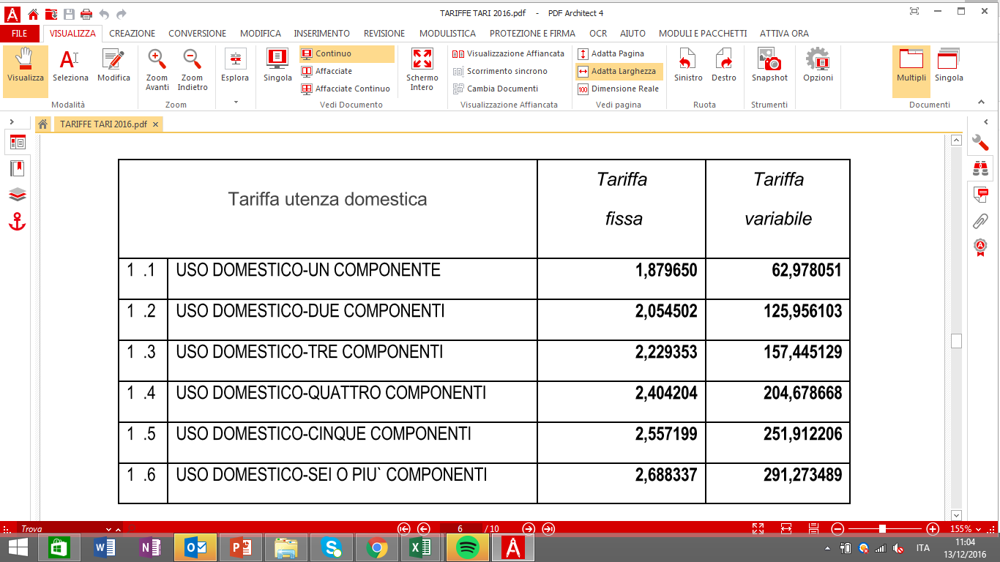 TARIFFE TARI 2016.pdf - PDF Architect 4
FILE VISUALIZZA CREAZIONE CONVERSIONE MODIFICA INSERIMENTO REVISIONE MODULISTICA PROTEZIONE E FIRMA OCR AIUTO MODULI E PACCHETTI ATTIVA ORA
Visualizza
Seleziona
Modifica
Modalità
Zoom
Avanti
Zoom
Indietro
Zoom
Esplora
Singola
Continuo
Affacciate
Affacciate Continuo
Vedi Documento
Schermo
Intero
Visualizzazione Affiancata
Scorrimento sincrono
Cambia Documenti
Visualizzazione Affiancata
Adatta Pagina
Adatta Larghezza
100 Dimensione Reale
Vedi pagina
Sinistro
Destro
Ruota
Snapshot
Strumenti
Opzioni
Multipli
Singola
Documenti
TARIFFE TARI 2016.pdf ×
Tariffa utenza domestica
Tariffa
fissa
Tariffa
variabile
1 .1 USO DOMESTICO-UN COMPONENTE 1,879650 62,978051
1 .2 USO DOMESTICO-DUE COMPONENTI 2,054502 125,956103
1 .3 USO DOMESTICO-TRE COMPONENTI 2,229353 157,445129
1 .4 USO DOMESTICO-QUATTRO COMPONENTI 2,404204 204,678668
1 .5 USO DOMESTICO-CINQUE COMPONENTI 2,557199 251,912206
1 .6 USO DOMESTICO-SEI O PIU` COMPONENTI 2,688337 291,273489
Trova 6 / 10 155%
ITA
11:04
13/12/2016